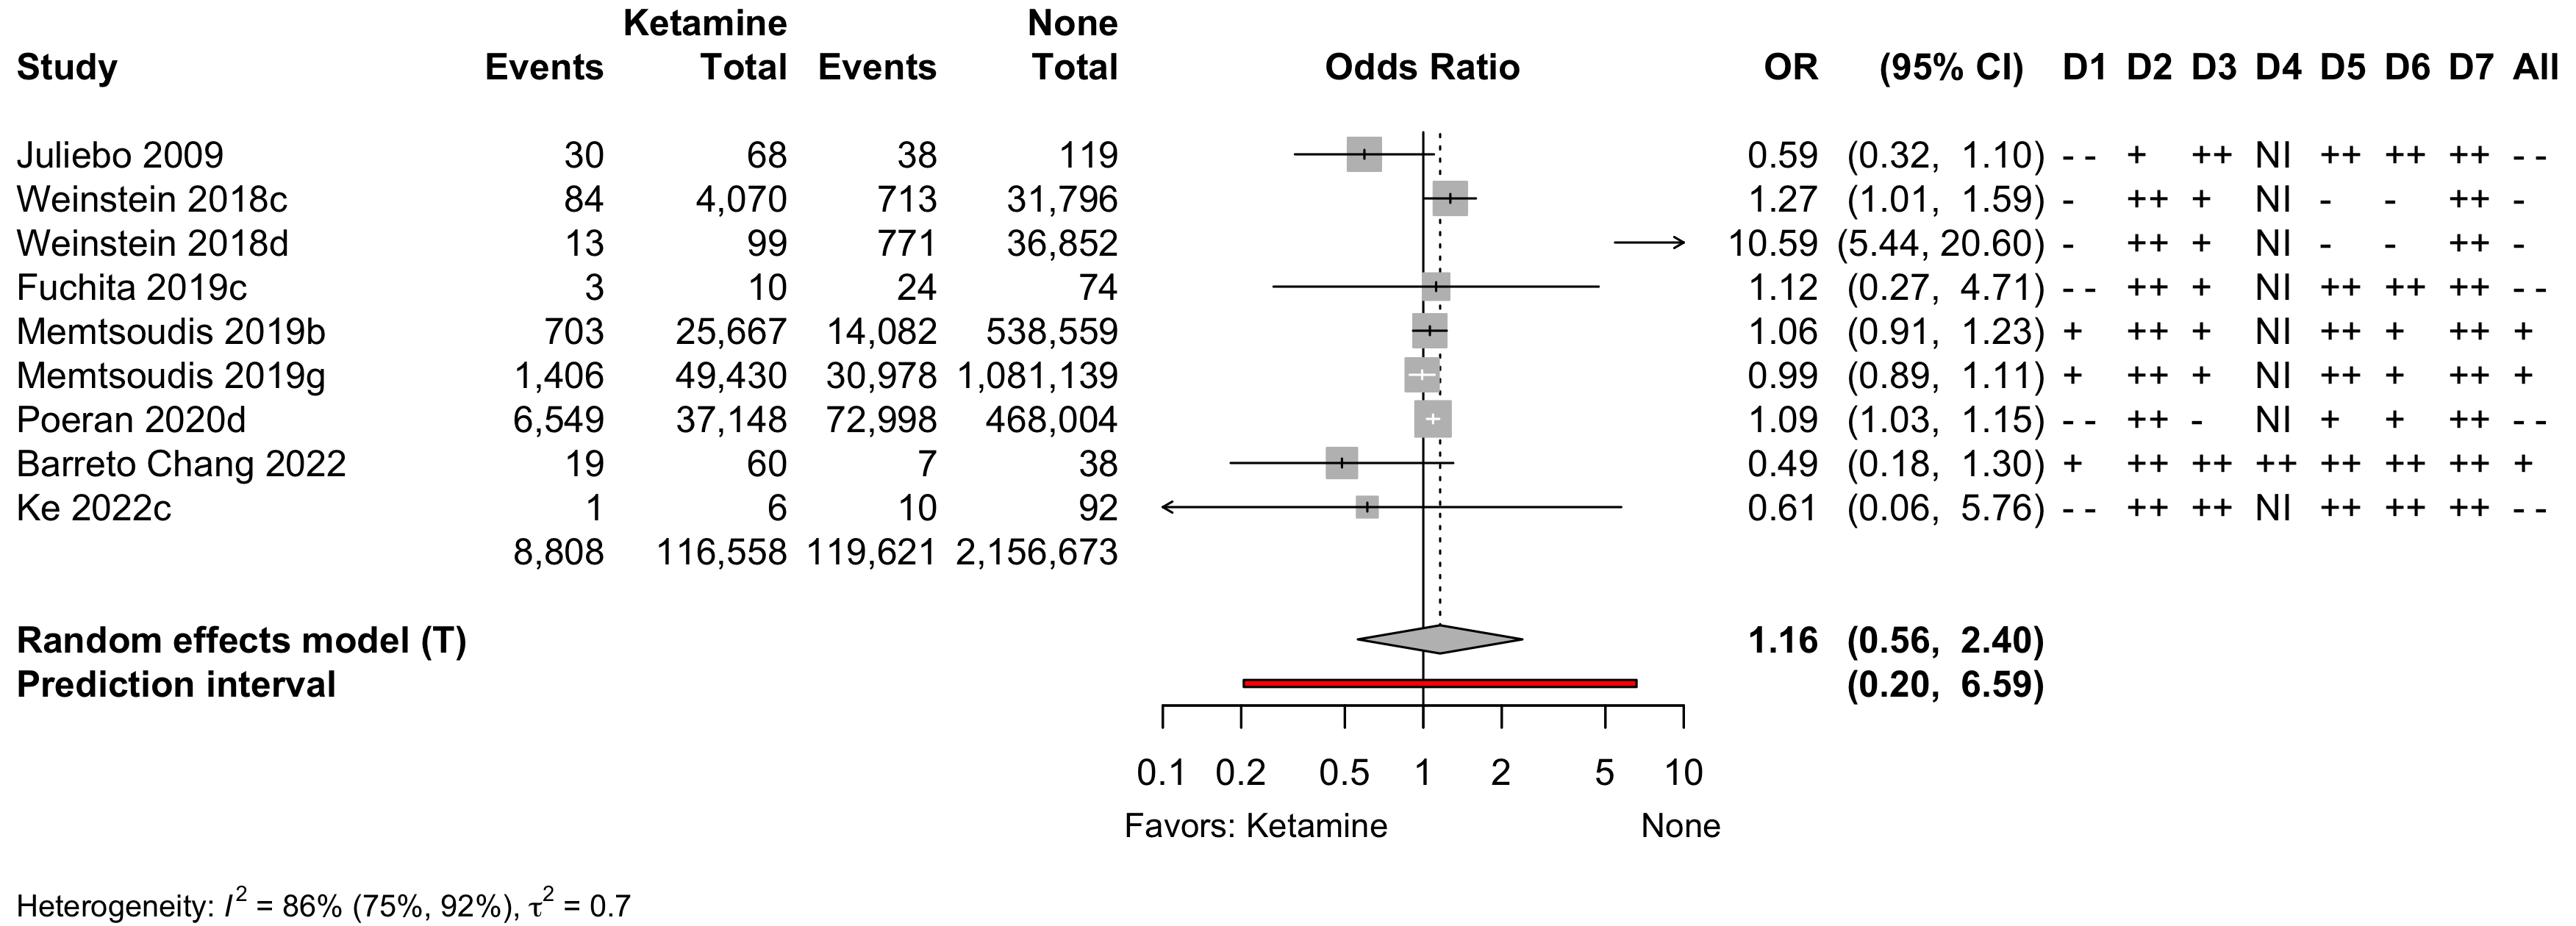 Ketamine None
Study Events Total Events Total Odds Ratio OR (95% CI) D1 D2 D3 D4 D5 D6 D7 All
Juliebo 2009 30 68 38 119 0.59 (0.32, 1.10) - - + ++ NI ++ ++ ++ - -
Weinstein 2018c 84 4,070 713 31,796 1.27 (1.01, 1.59) - ++ + NI - - ++ -
Weinstein 2018d 13 99 771 36,852 10.59 (5.44, 20.60) - ++ + NI - - ++ -
Fuchita 2019c 3 10 24 74 1.12 (0.27, 4.71) - - ++ + NI ++ ++ ++ - -
Memtsoudis 2019b 703 25,667 14,082 538,559 1.06 (0.91, 1.23) + ++ + NI ++ + ++ +
Memtsoudis 2019g 1,406 49,430 30,978 1,081,139 0.99 (0.89, 1.11) + ++ + NI ++ + ++ +
Poeran 2020d 6,549 37,148 72,998 468,004 1.09 (1.03, 1.15) - - ++ - NI + + ++ - -
Barreto Chang 2022 19 60 7 38 0.49 (0.18, 1.30) + ++ ++ ++ ++ ++ ++ +
Ke 2022c 1 6 10 92 0.61 (0.06, 5.76) - - ++ ++ NI ++ ++ ++ - -
8,808 116,558 119,621 2,156,673
Random effects model (T) 1.16 (0.56, 2.40)
Prediction interval (0.20, 6.59)
0.1 0.2 0.5 1 2 5 10
Favors: Ketamine None
Heterogeneity: I² = 86% (75%, 92%), τ² = 0.7